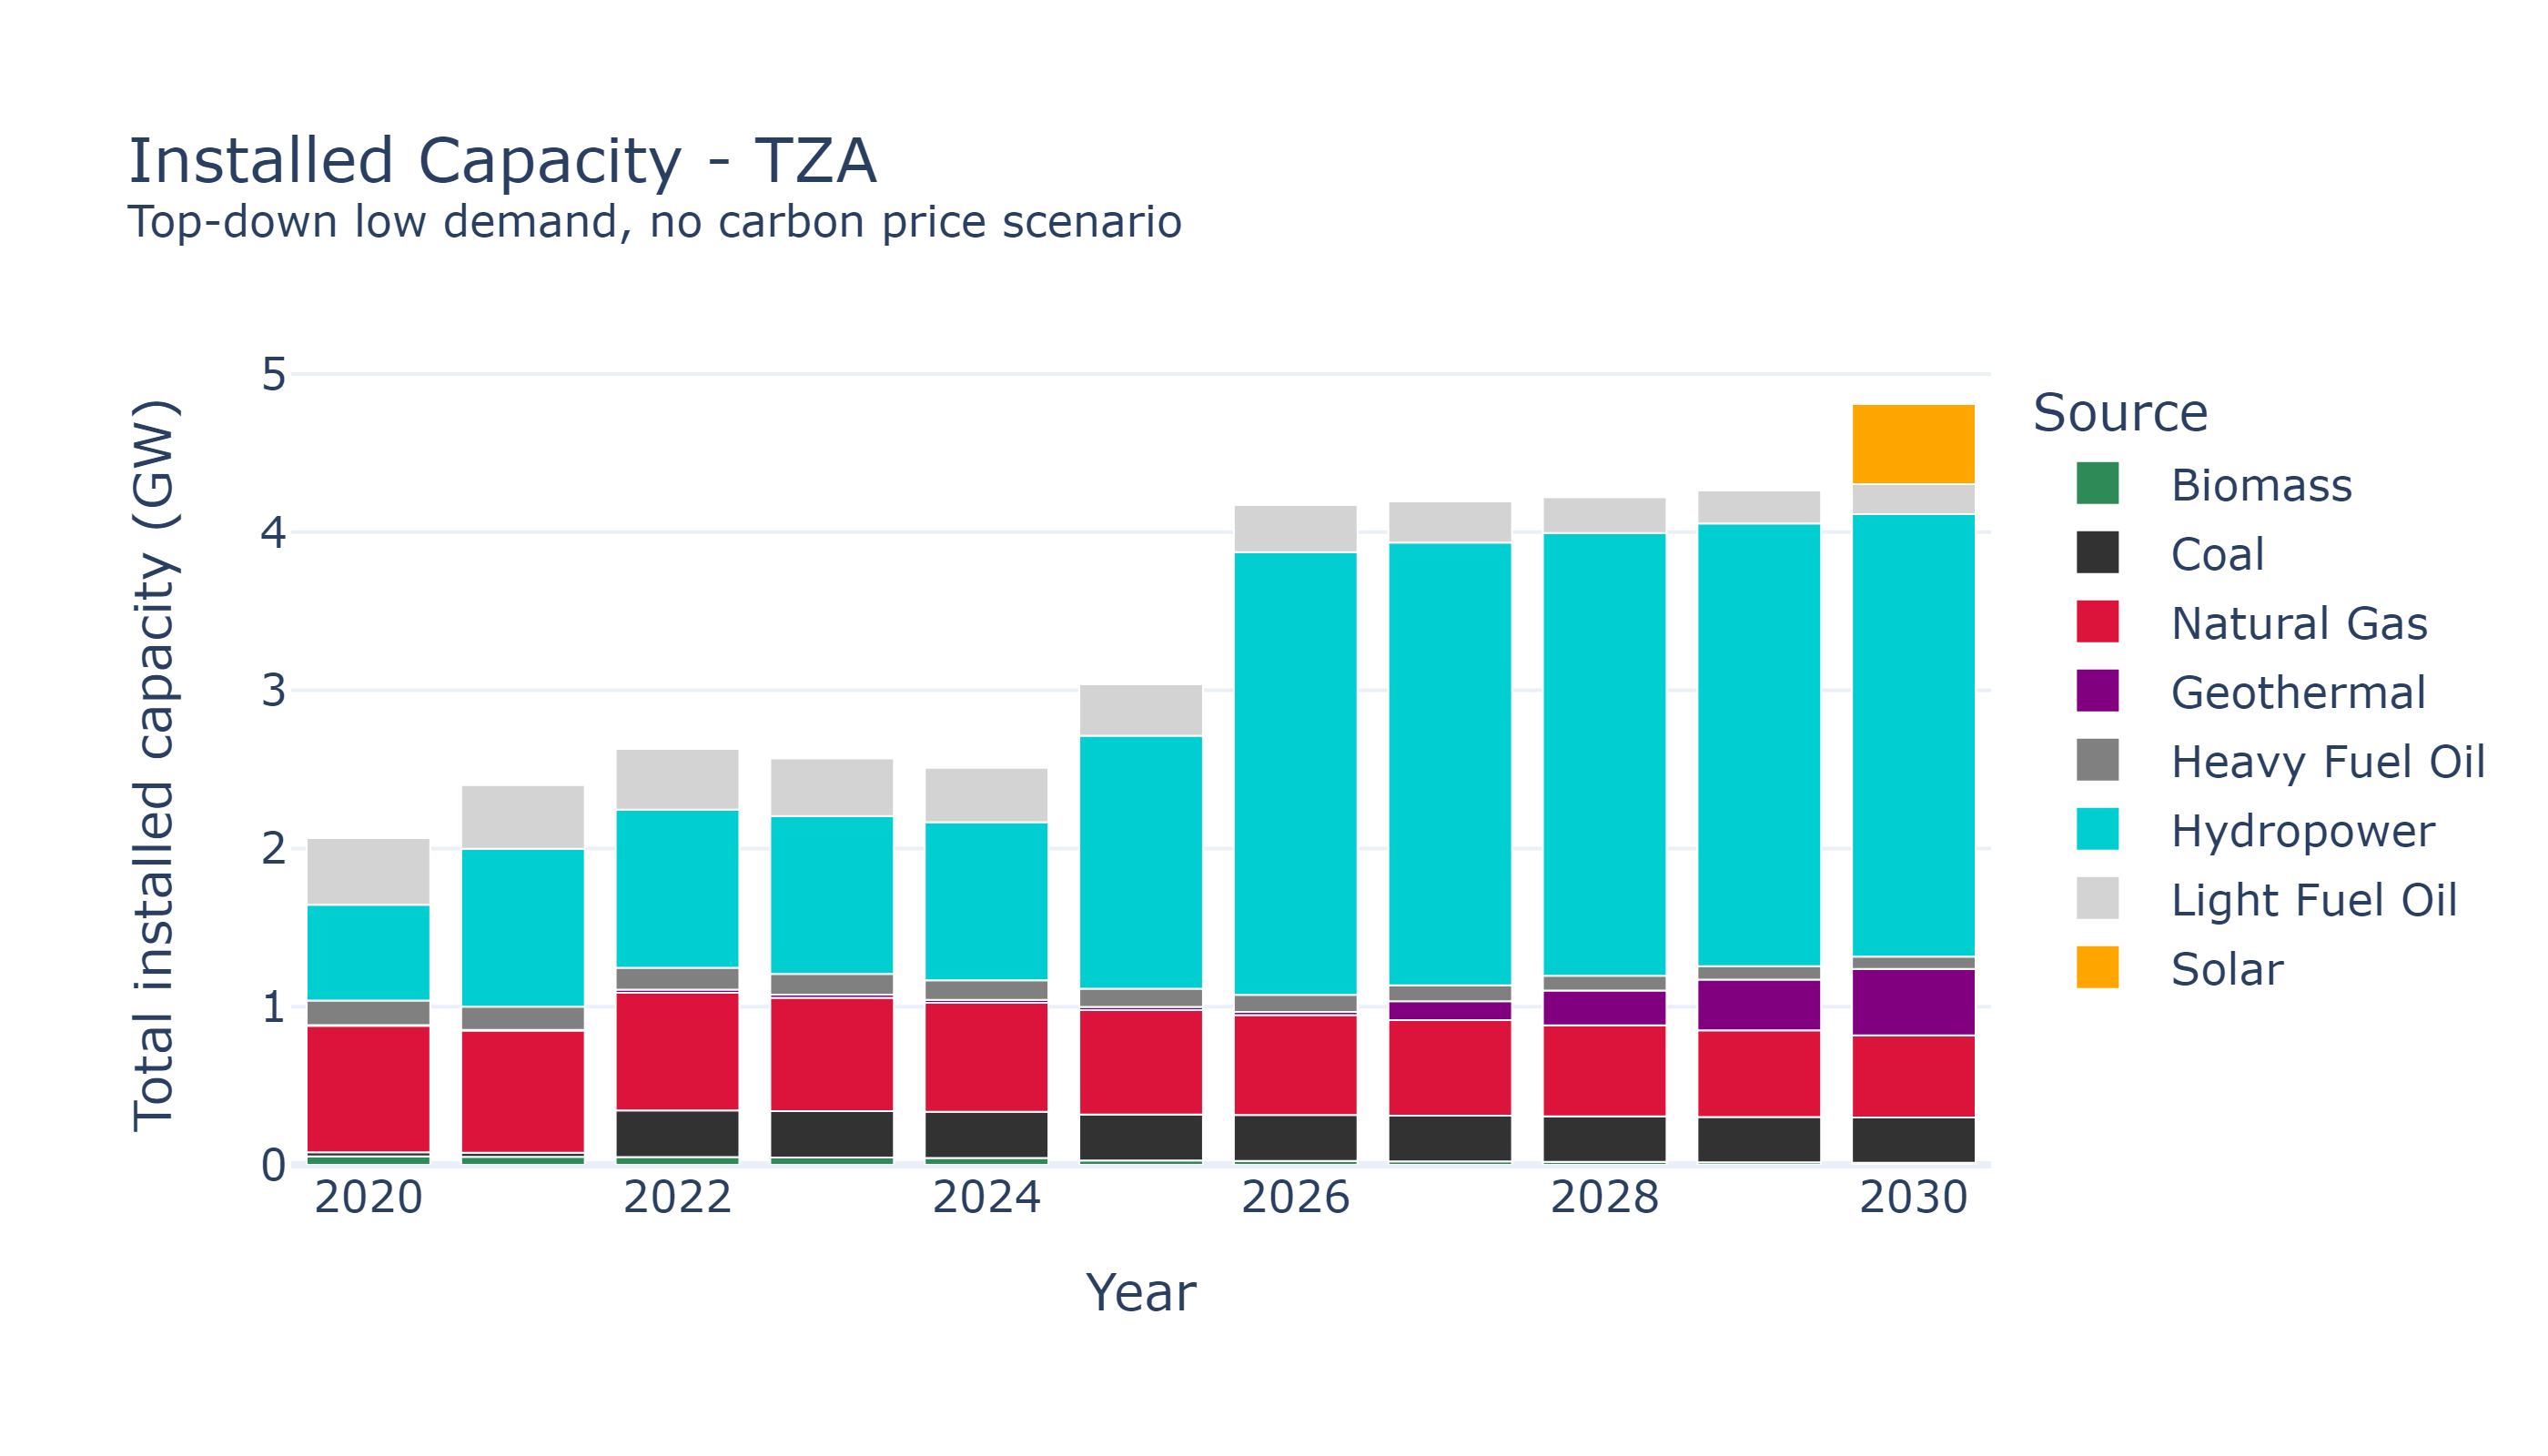 Installed Capacity - TZA
Top-down low demand, no carbon price scenario
Total installed capacity (GW)
5
4
3
2
1
0
2020
2022
2024
2026
2028
2030
Year
Source
Biomass
Coal
Natural Gas
Geothermal
Heavy Fuel Oil
Hydropower
Light Fuel Oil
Solar